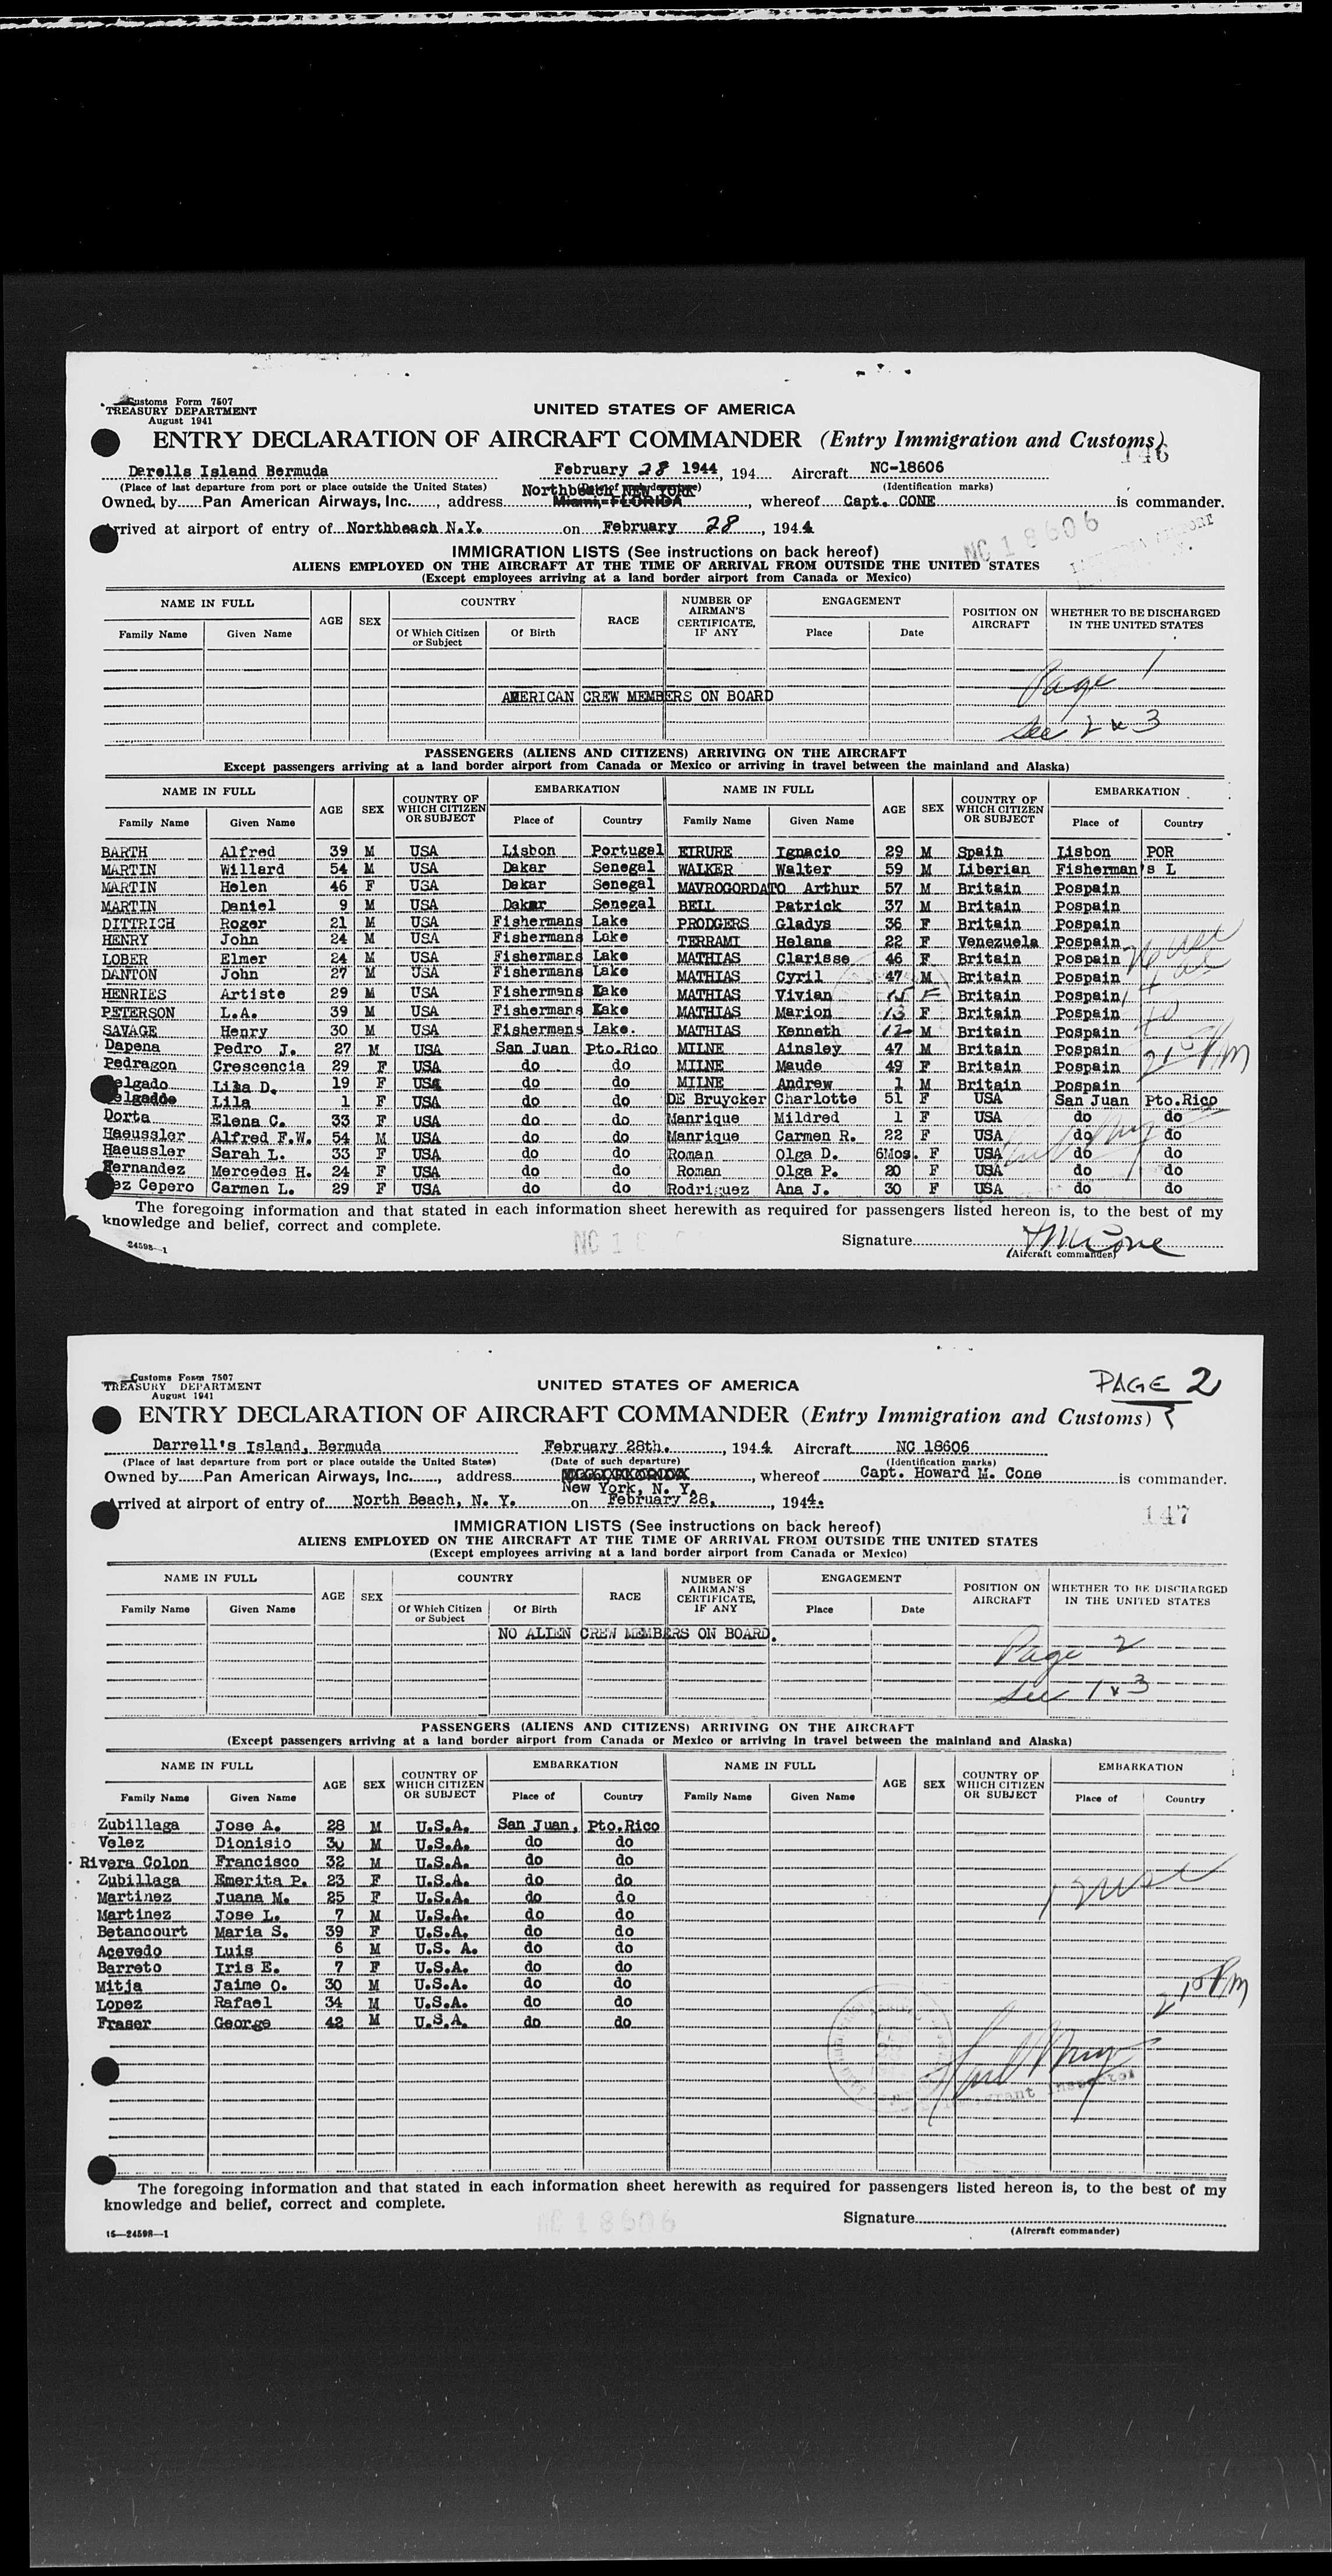 Customs Form 7507
TREASURY DEPARTMENT
August 1941
UNITED STATES OF AMERICA
ENTRY DECLARATION OF AIRCRAFT COMMANDER (Entry Immigration and Customs)
146
Derells Island Bermuda February 28 1944, 194 Aircraft NC-18606
(Place of last departure from port or place outside the United States) (Date of such departure) (Identification marks)
Northbeach NEW YORK
Owned by Pan American Airways, Inc., address Miami, FLORIDA, whereof Capt. CONE is commander.
Arrived at airport of entry of Northbeach N.Y. on February 28, 1944
NC 18606
IMMIGRATION LISTS (See instructions on back hereof)
ALIENS EMPLOYED ON THE AIRCRAFT AT THE TIME OF ARRIVAL FROM OUTSIDE THE UNITED STATES
(Except employees arriving at a land border airport from Canada or Mexico)
NAME IN FULL AGE SEX COUNTRY RACE NUMBER OF AIRMAN'S CERTIFICATE, IF ANY ENGAGEMENT POSITION ON AIRCRAFT WHETHER TO BE DISCHARGED IN THE UNITED STATES
Family Name Given Name Of Which Citizen or Subject Of Birth Place Date
Page 1
AMERICAN CREW MEMBERS ON BOARD
See 2 & 3
PASSENGERS (ALIENS AND CITIZENS) ARRIVING ON THE AIRCRAFT
Except passengers arriving at a land border airport from Canada or Mexico or arriving in travel between the mainland and Alaska)
NAME IN FULL AGE SEX COUNTRY OF WHICH CITIZEN OR SUBJECT EMBARKATION NAME IN FULL AGE SEX COUNTRY OF WHICH CITIZEN OR SUBJECT EMBARKATION
Family Name Given Name Place of Country Family Name Given Name Place of Country
BARTH Alfred 39 M USA Lisbon Portugal EIRURE Ignacio 29 M Spain Lisbon POR
MARTIN Willard 54 M USA Dakar Senegal WALKER Walter 59 M Liberian Fisherman's L
MARTIN Helen 46 F USA Dakar Senegal MAVROGORDATO Arthur 57 M Britain Pospain
MARTIN Daniel 9 M USA Dakar Senegal BELL Patrick 37 M Britain Pospain
DITTRICH Roger 21 M USA Fishermans Lake PRODGERS Gladys 36 F Britain Pospain
HENRY John 24 M USA Fishermans Lake TERRAMI Helana 22 F Venezuela Pospain
LOBER Elmer 24 M USA Fishermans Lake MATHIAS Clarisse 46 F Britain Pospain
DANTON John 27 M USA Fishermans Lake MATHIAS Cyril 47 M Britain Pospain
HENRIES Artiste 29 M USA Fishermans Lake MATHIAS Vivian 15 F Britain Pospain
PETERSON L.A. 39 M USA Fishermans Lake MATHIAS Marion 13 F Britain Pospain
SAVAGE Henry 30 M USA Fishermens Lake. MATHIAS Kenneth 12 M Britain Pospain
Dapena Pedro J. 27 M USA San Juan Pto.Rico MILNE Ainsley 47 M Britain Pospain
Pedragon Crescencia 29 F USA do do MILNE Maude 49 F Britain Pospain
elgado Lila D. 19 F USA do do MILNE Andrew 1 M Britain Pospain
elgadoe Lila 1 F USA do do DE Bruycker Charlotte 51 F USA San Juan Pto.Rico
Dorta Elena C. 33 F USA do do Manrique Mildred 1 F USA do do
Haeussler Alfred F.W. 54 M USA do do Manrique Carmen R. 22 F USA do do
Haeussler Sarah L. 33 F USA do do Roman Olga D. 6Mos. F USA do do
Fernandez Mercedes H. 24 F USA do do Roman Olga P. 20 F USA do do
ez Cepero Carmen L. 29 F USA do do Rodriguez Ana J. 30 F USA do do
The foregoing information and that stated in each information sheet herewith as required for passengers listed hereon is, to the best of my
knowledge and belief, correct and complete.
Signature HMCone
24598-1 (Aircraft commander)
Customs Form 7507
TREASURY DEPARTMENT
August 1941
UNITED STATES OF AMERICA
PAGE 2
ENTRY DECLARATION OF AIRCRAFT COMMANDER (Entry Immigration and Customs)
Darrell's Island, Bermuda February 28th., 1944 Aircraft NC 18606
(Place of last departure from port or place outside the United States) (Date of such departure) (Identification marks)
Owned by Pan American Airways, Inc., address New York, N. Y., whereof Capt. Howard M. Cone is commander.
Arrived at airport of entry of North Beach, N. Y. on February 28, 1944.
147
IMMIGRATION LISTS (See instructions on back hereof)
ALIENS EMPLOYED ON THE AIRCRAFT AT THE TIME OF ARRIVAL FROM OUTSIDE THE UNITED STATES
(Except employees arriving at a land border airport from Canada or Mexico)
NAME IN FULL AGE SEX COUNTRY RACE NUMBER OF AIRMAN'S CERTIFICATE, IF ANY ENGAGEMENT POSITION ON AIRCRAFT WHETHER TO BE DISCHARGED IN THE UNITED STATES
Family Name Given Name Of Which Citizen or Subject Of Birth Place Date
NO ALIEN CREW MEMBERS ON BOARD.
Page 2
See 1 & 3
PASSENGERS (ALIENS AND CITIZENS) ARRIVING ON THE AIRCRAFT
(Except passengers arriving at a land border airport from Canada or Mexico or arriving in travel between the mainland and Alaska)
NAME IN FULL AGE SEX COUNTRY OF WHICH CITIZEN OR SUBJECT EMBARKATION NAME IN FULL AGE SEX COUNTRY OF WHICH CITIZEN OR SUBJECT EMBARKATION
Family Name Given Name Place of Country Family Name Given Name Place of Country
Zubillaga Jose A. 28 M U.S.A. San Juan, Pto.Rico
Velez Dionisio 30 M U.S.A. do do
Rivera Colon Francisco 32 M U.S.A. do do
Zubillaga Emerita P. 23 F U.S.A. do do
Martinez Juana M. 25 F U.S.A. do do
Martinez Jose L. 7 M U.S.A. do do
Betancourt Maria S. 39 F U.S.A. do do
Acevedo Luis 6 M U.S. A. do do
Barreto Iris E. 7 F U.S.A. do do
Mitja Jaime O. 30 M U.S.A. do do
Lopez Rafael 34 M U.S.A. do do
Fraser George 42 M U.S.A. do do
Immigrant Inspector
The foregoing information and that stated in each information sheet herewith as required for passengers listed hereon is, to the best of my
knowledge and belief, correct and complete.
NC 18606
Signature
16-24598-1 (Aircraft commander)